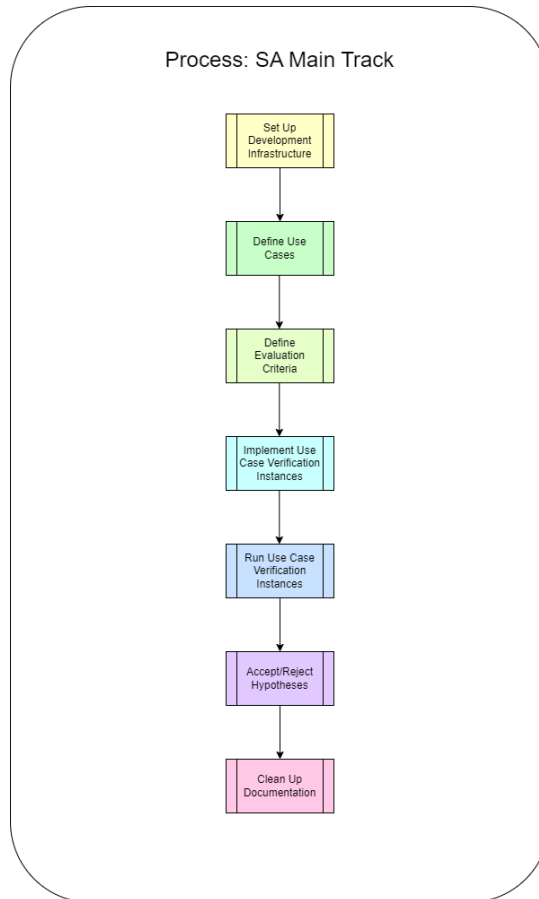 Process: SA Main Track
Set Up
Development
Infrastructure
Define Use
Cases
Define
Evaluation
Criteria
Implement Use
Case Verification
Instances
Run Use Case
Verification
Instances
Accept/Reject
Hypotheses
Clean Up
Documentation